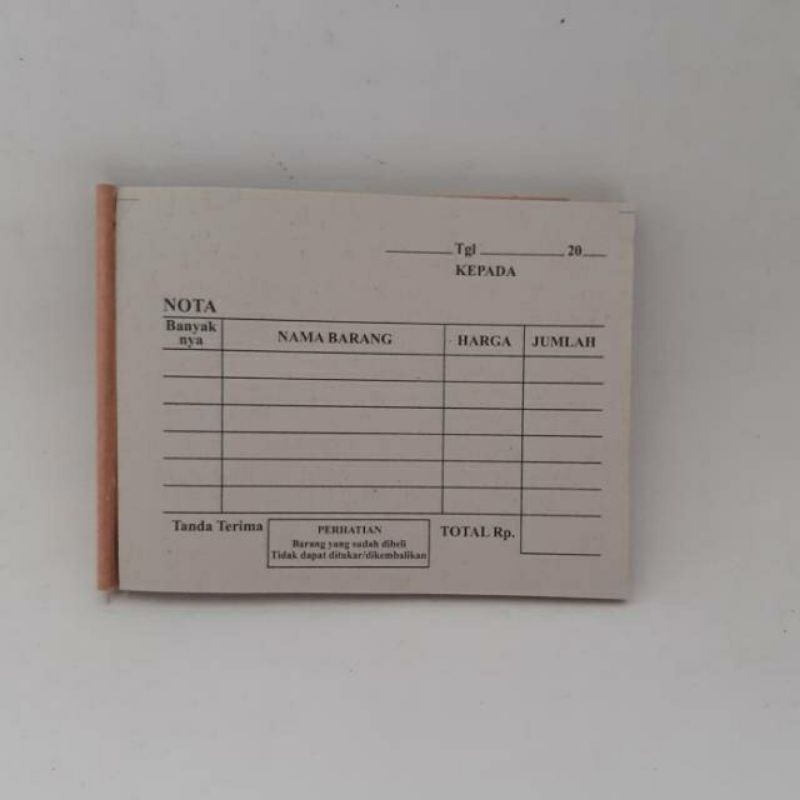 Tgl 20
KEPADA
NOTA
Banyak nya NAMA BARANG HARGA JUMLAH
Tanda Terima
PERHATIAN
Barang yang sudah dibeli
Tidak dapat ditukar/dikembalikan
TOTAL Rp.